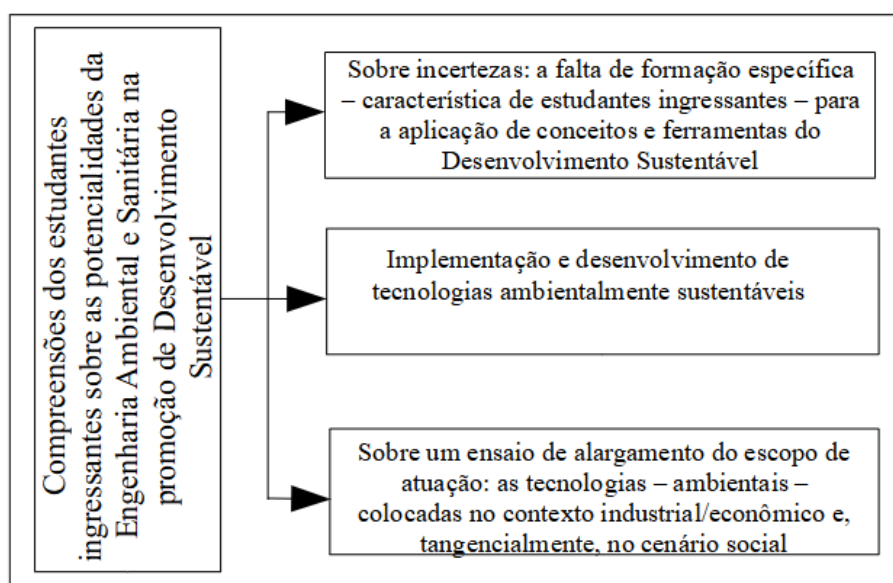 Compreensões dos estudantes
ingressantes sobre as potencialidades da
Engenharia Ambiental e Sanitária na
promoção de Desenvolvimento
Sustentável
Sobre incertezas: a falta de formação específica
– característica de estudantes ingressantes – para
a aplicação de conceitos e ferramentas do
Desenvolvimento Sustentável
Implementação e desenvolvimento de
tecnologias ambientalmente sustentáveis
Sobre um ensaio de alargamento do escopo de
atuação: as tecnologias – ambientais –
colocadas no contexto industrial/econômico e,
tangencialmente, no cenário social